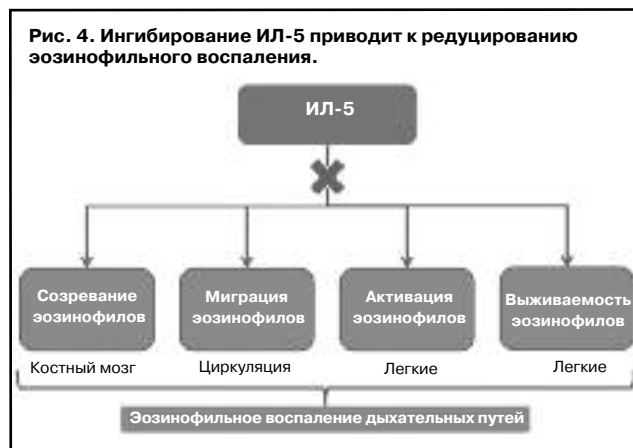 Рис. 4. Ингибирование ИЛ-5 приводит к редуцированию
эозинофильного воспаления.
ИЛ-5
Созревание
эозинофилов
Миграция
эозинофилов
Активация
эозинофилов
Выживаемость
эозинофилов
Костный мозг
Циркуляция
Легкие
Легкие
Эозинофильное воспаление дыхательных путей